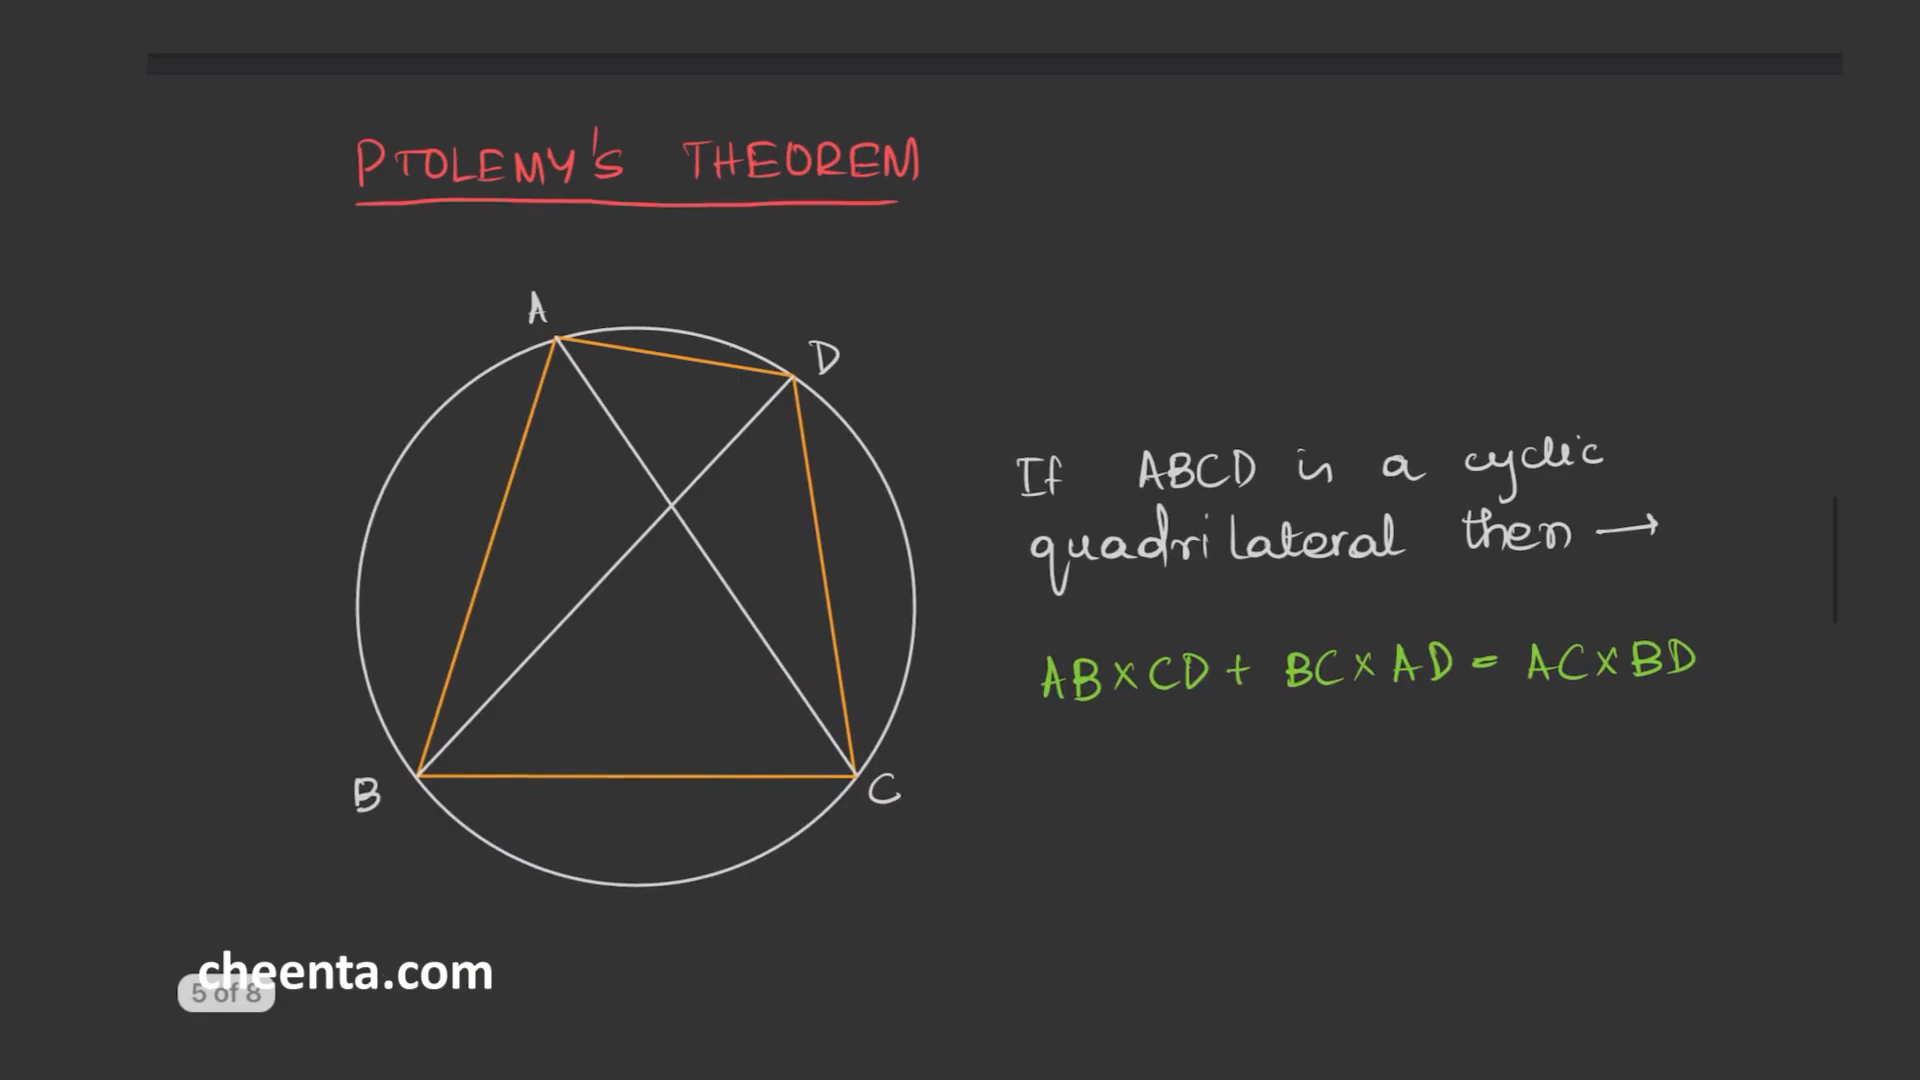 PTOLEMY'S THEOREM
A
D
If ABCD is a cyclic
quadrilateral then →
AB×CD + BC×AD = AC×BD
B
C
cheenta.com
5 of 8